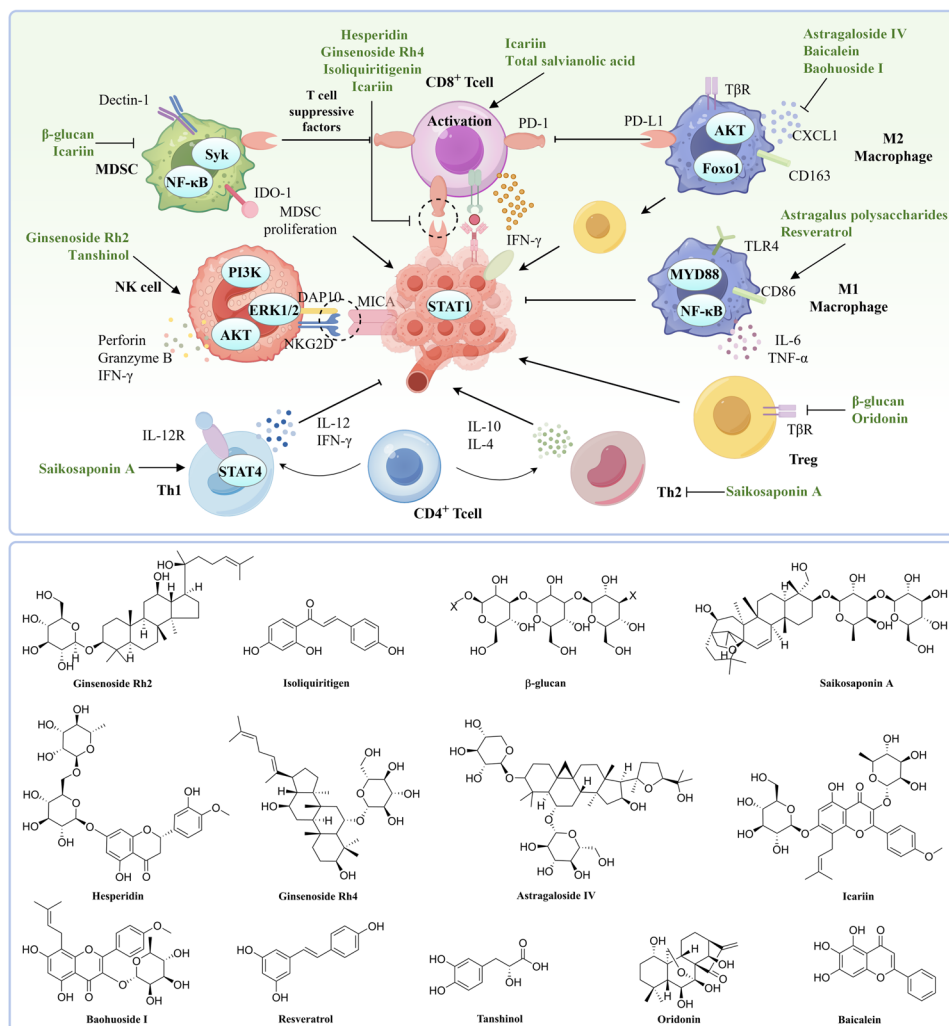 Hesperidin
Ginsenoside Rh4
Isoliquiritigenin
Icariin
Icariin
Total salvianolic acid
Astragaloside IV
Baicalein
Baohuoside I
Dectin-1
T cell
suppressive
factors
CD8⁺ Tcell
Activation
PD-1
PD-L1
TβR
AKT
Foxo1
CXCL1
CD163
M2
Macrophage
β-glucan
Icariin
MDSC
Syk
NF-κB
IDO-1
MDSC
proliferation
IFN-γ
Astragalus polysaccharides
Resveratrol
TLR4
MYD88
CD86
NF-κB
M1
Macrophage
IL-6
TNF-α
Ginsenoside Rh2
Tanshinol
NK cell
PI3K
ERK1/2
AKT
DAP10
MICA
NKG2D
STAT1
Perforin
Granzyme B
IFN-γ
β-glucan
Oridonin
TβR
Treg
IL-12R
IL-12
IFN-γ
IL-10
IL-4
Saikosaponin A
STAT4
Th1
CD4⁺ Tcell
Th2
Saikosaponin A
Ginsenoside Rh2
Isoliquiritigen
β-glucan
Saikosaponin A
Hesperidin
Ginsenoside Rh4
Astragaloside IV
Icariin
Baohuoside I
Resveratrol
Tanshinol
Oridonin
Baicalein